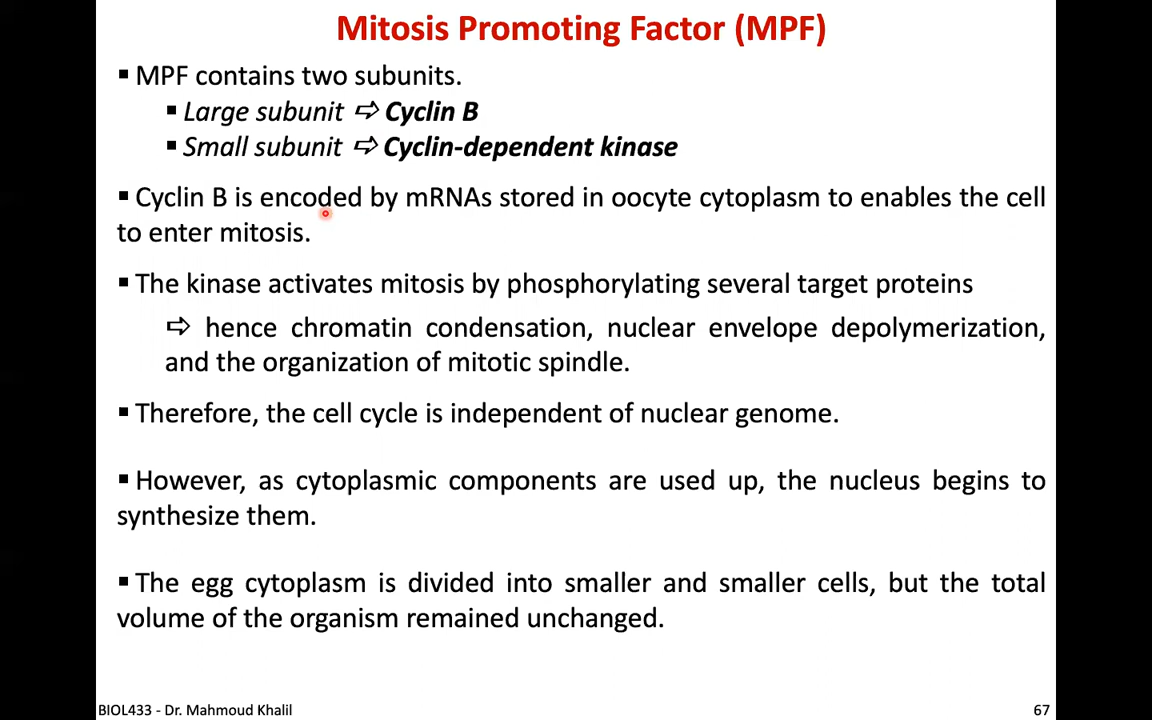 Mitosis Promoting Factor (MPF)
▪ MPF contains two subunits.
▪ Large subunit ⇨ Cyclin B
▪ Small subunit ⇨ Cyclin-dependent kinase
▪ Cyclin B is encoded by mRNAs stored in oocyte cytoplasm to enables the cell
to enter mitosis.
▪ The kinase activates mitosis by phosphorylating several target proteins
⇨ hence chromatin condensation, nuclear envelope depolymerization,
and the organization of mitotic spindle.
▪ Therefore, the cell cycle is independent of nuclear genome.
▪ However, as cytoplasmic components are used up, the nucleus begins to
synthesize them.
▪ The egg cytoplasm is divided into smaller and smaller cells, but the total
volume of the organism remained unchanged.
BIOL433 - Dr. Mahmoud Khalil
67